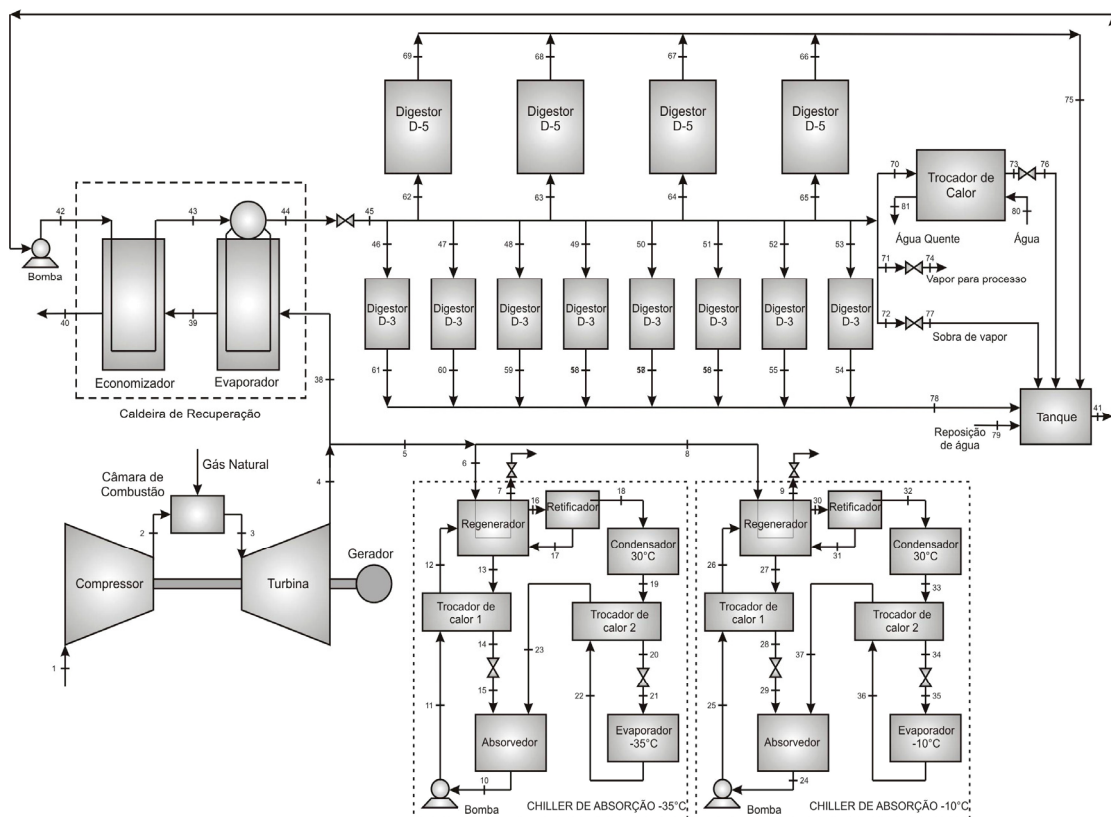 69
68
67
66
Digestor
D-5
Digestor
D-5
Digestor
D-5
Digestor
D-5
75
62
63
64
65
70
Trocador de
Calor
73
76
81
80
Água Quente
Água
42
43
44
45
Bomba
46
47
48
49
50
51
52
53
71
74
Vapor para processo
Digestor
D-3
Digestor
D-3
Digestor
D-3
Digestor
D-3
Digestor
D-3
Digestor
D-3
Digestor
D-3
Digestor
D-3
72
77
Sobra de vapor
40
39
Economizador
Evaporador
Caldeira de Recuperação
38
61
60
59
58
55
54
78
Tanque
41
Reposição
de água
79
Gás Natural
Câmara de
Combustão
2
3
4
5
6
7
8
9
Compressor
Turbina
Gerador
1
Regenerador
16
Retificador
18
17
12
13
Condensador
30°C
19
Trocador de
calor 1
Trocador de
calor 2
14
23
20
15
22
21
11
Absorvedor
Evaporador
-35°C
10
Bomba
CHILLER DE ABSORÇÃO -35°C
Regenerador
30
Retificador
32
31
26
27
Condensador
30°C
33
Trocador de
calor 1
Trocador de
calor 2
28
37
34
29
36
35
25
Absorvedor
Evaporador
-10°C
24
Bomba
CHILLER DE ABSORÇÃO -10°C